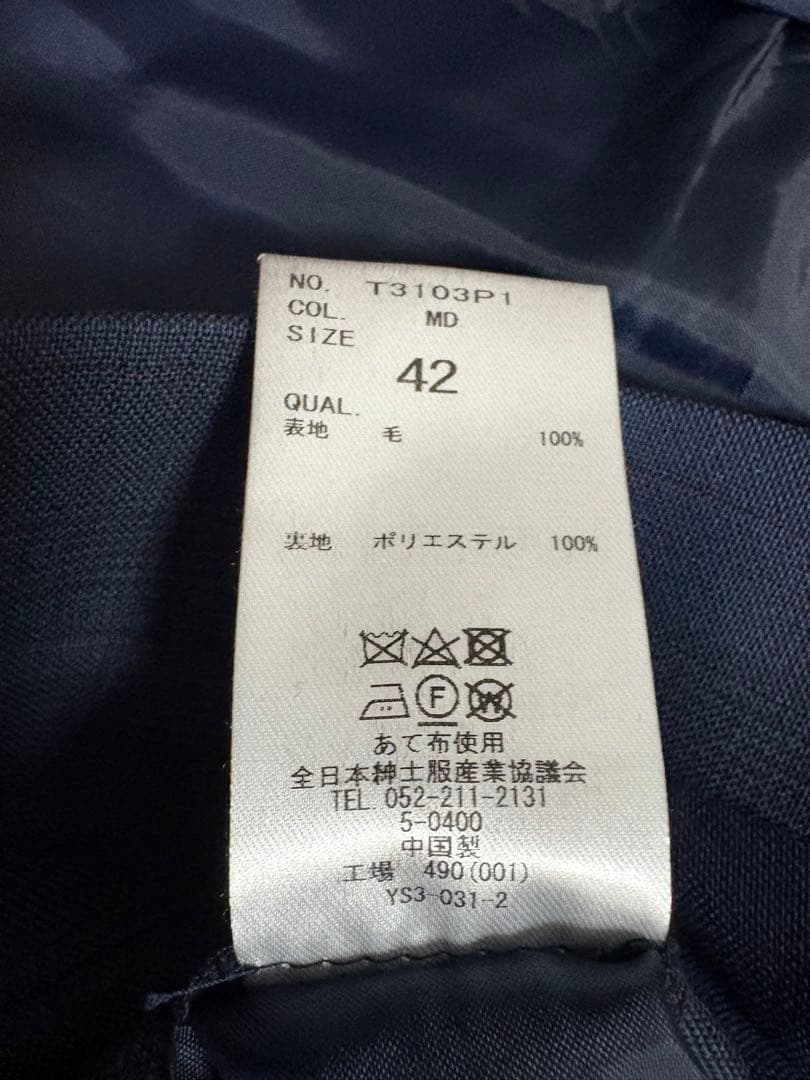 NO. T3103P1
COL. MD
SIZE
42
QUAL.
表地 毛 100%
裏地 ポリエステル 100%
F W
あて布使用
全日本紳士服産業協議会
TEL 052-211-2131
5-0400
中国製
工場 490(001)
YS3-031-2